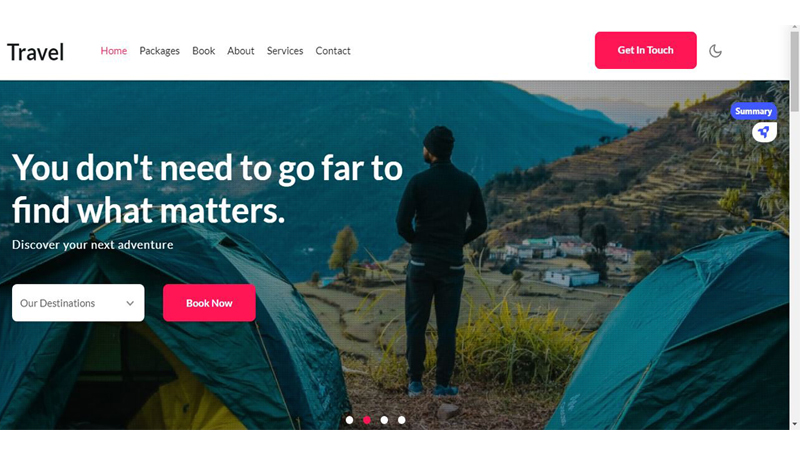 Travel
Home Packages Book About Services Contact
Get In Touch
Summary
You don't need to go far to
find what matters.
Discover your next adventure
Our Destinations
Book Now